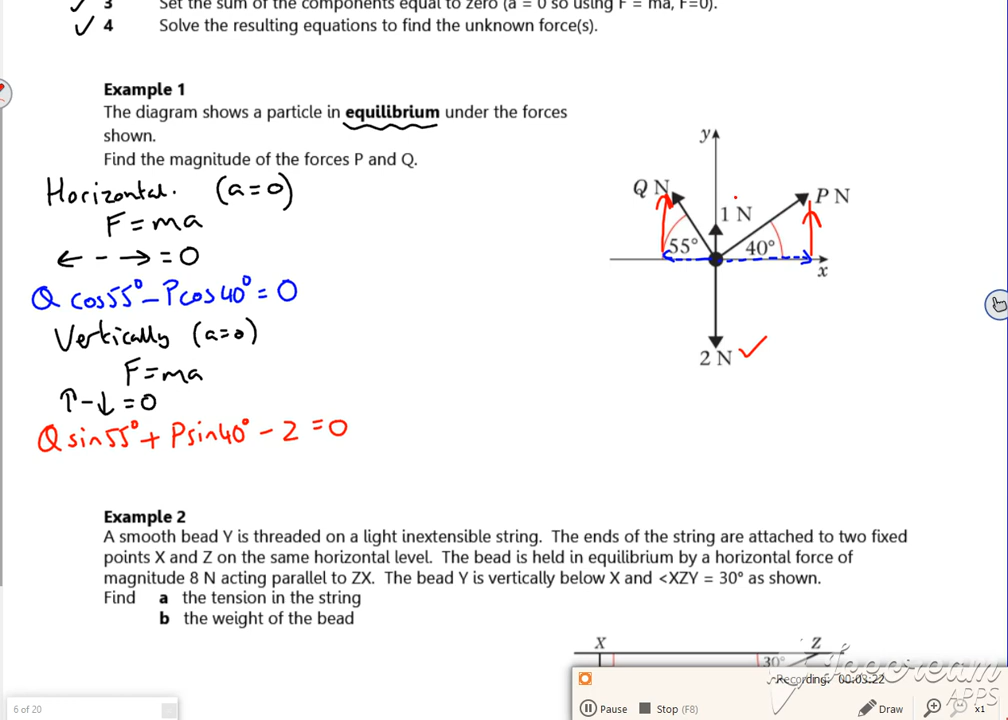 3 Set the sum of the components equal to zero (a = 0 so using F = ma, F=0).
4 Solve the resulting equations to find the unknown force(s).
Example 1
The diagram shows a particle in equilibrium under the forces
shown.
Find the magnitude of the forces P and Q.
Horizontal. (a=0)
F=ma
← - → = 0
Q cos55° - Pcos40° = 0
Vertically (a=0)
F=ma
↑-↓ = 0
Q sin55° + Psin40° - 2 = 0
y
Q N
P N
1 N
55°
40°
x
2 N
Example 2
A smooth bead Y is threaded on a light inextensible string. The ends of the string are attached to two fixed
points X and Z on the same horizontal level. The bead is held in equilibrium by a horizontal force of
magnitude 8 N acting parallel to ZX. The bead Y is vertically below X and <XZY = 30° as shown.
Find a the tension in the string
b the weight of the bead
X
Z
30°
Icecream
APPS
Recording: 00:03:22
Pause
Stop (F8)
Draw
x1
6 of 20